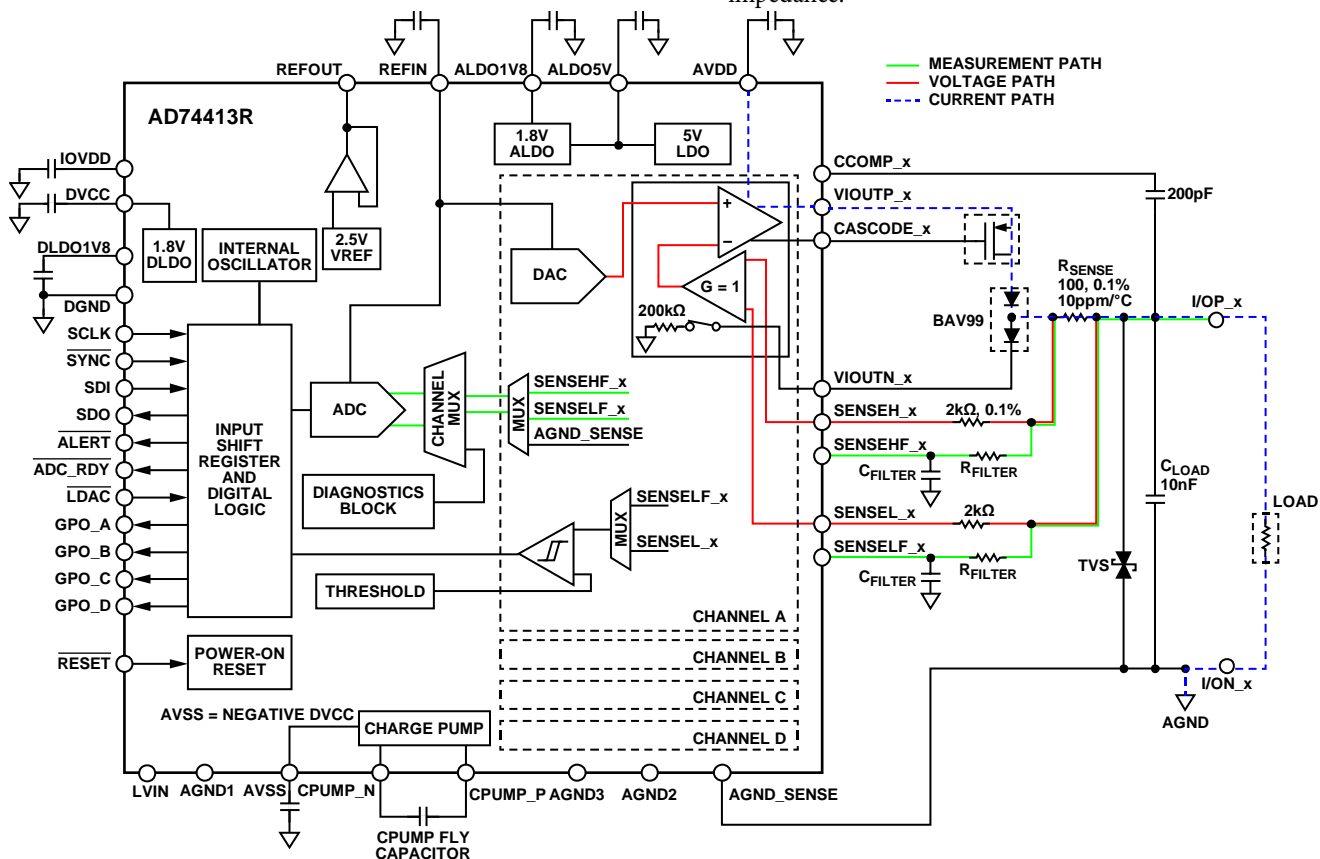 impedance.
REFOUT
REFIN
ALDO1V8
ALDO5V
AVDD
MEASUREMENT PATH
VOLTAGE PATH
CURRENT PATH
AD74413R
1.8V
ALDO
5V
LDO
IOVDD
DVCC
DLDO1V8
DGND
1.8V
DLDO
INTERNAL
OSCILLATOR
2.5V
VREF
DAC
+
−
G = 1
200kΩ
CCOMP_x
VIOUTP_x
CASCODE_x
VIOUTN_x
SENSEH_x
SENSEHF_x
SENSEL_x
SENSELF_x
200pF
RSENSE
100, 0.1%
10ppm/°C
I/OP_x
BAV99
2kΩ, 0.1%
CFILTER
RFILTER
2kΩ
CFILTER
RFILTER
CLOAD
10nF
TVS
LOAD
I/ON_x
AGND
SCLK
SYNC
SDI
SDO
ALERT
ADC_RDY
LDAC
GPO_A
GPO_B
GPO_C
GPO_D
RESET
INPUT
SHIFT
REGISTER
AND
DIGITAL
LOGIC
ADC
CHANNEL
MUX
MUX
SENSEHF_x
SENSELF_x
AGND_SENSE
DIAGNOSTICS
BLOCK
MUX
SENSELF_x
SENSEL_x
THRESHOLD
CHANNEL A
CHANNEL B
CHANNEL C
CHANNEL D
POWER-ON
RESET
AVSS = NEGATIVE DVCC
CHARGE PUMP
LVIN
AGND1
AVSS
CPUMP_N
CPUMP_P
AGND3
AGND2
AGND_SENSE
CPUMP FLY
CAPACITOR